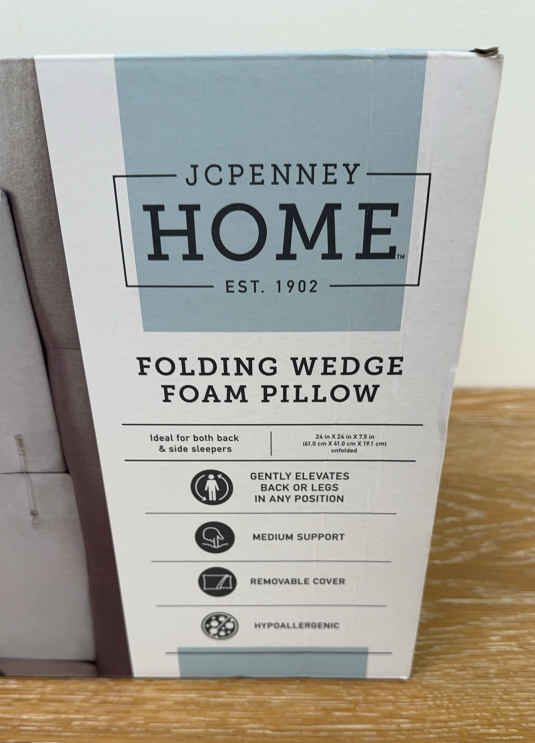 JCPENNEY
HOME™
EST. 1902
FOLDING WEDGE
FOAM PILLOW
Ideal for both back
& side sleepers
24 in X 24 in X 7.5 in
(61.0 cm X 61.0 cm X 19.1 cm)
unfolded
GENTLY ELEVATES
BACK OR LEGS
IN ANY POSITION
MEDIUM SUPPORT
REMOVABLE COVER
HYPOALLERGENIC